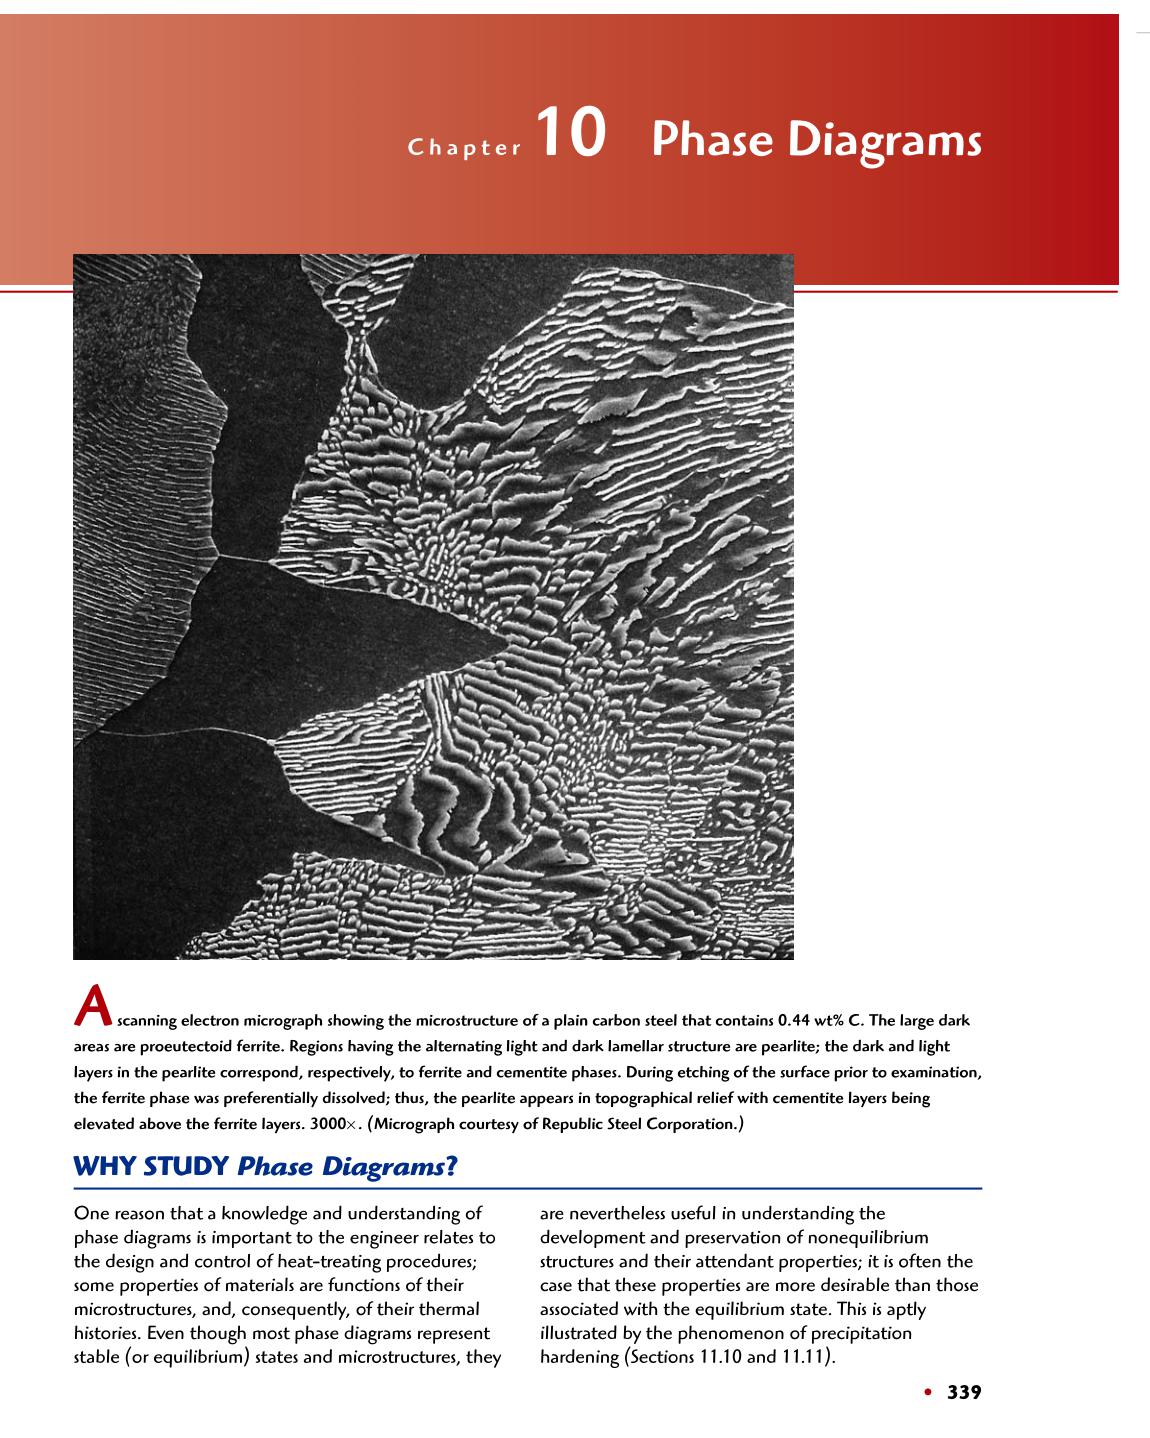 Chapter 10 Phase Diagrams
A scanning electron micrograph showing the microstructure of a plain carbon steel that contains 0.44 wt% C. The large dark
areas are proeutectoid ferrite. Regions having the alternating light and dark lamellar structure are pearlite; the dark and light
layers in the pearlite correspond, respectively, to ferrite and cementite phases. During etching of the surface prior to examination,
the ferrite phase was preferentially dissolved; thus, the pearlite appears in topographical relief with cementite layers being
elevated above the ferrite layers. 3000×. (Micrograph courtesy of Republic Steel Corporation.)
WHY STUDY Phase Diagrams?
One reason that a knowledge and understanding of
phase diagrams is important to the engineer relates to
the design and control of heat-treating procedures;
some properties of materials are functions of their
microstructures, and, consequently, of their thermal
histories. Even though most phase diagrams represent
stable (or equilibrium) states and microstructures, they
are nevertheless useful in understanding the
development and preservation of nonequilibrium
structures and their attendant properties; it is often the
case that these properties are more desirable than those
associated with the equilibrium state. This is aptly
illustrated by the phenomenon of precipitation
hardening (Sections 11.10 and 11.11).
• 339